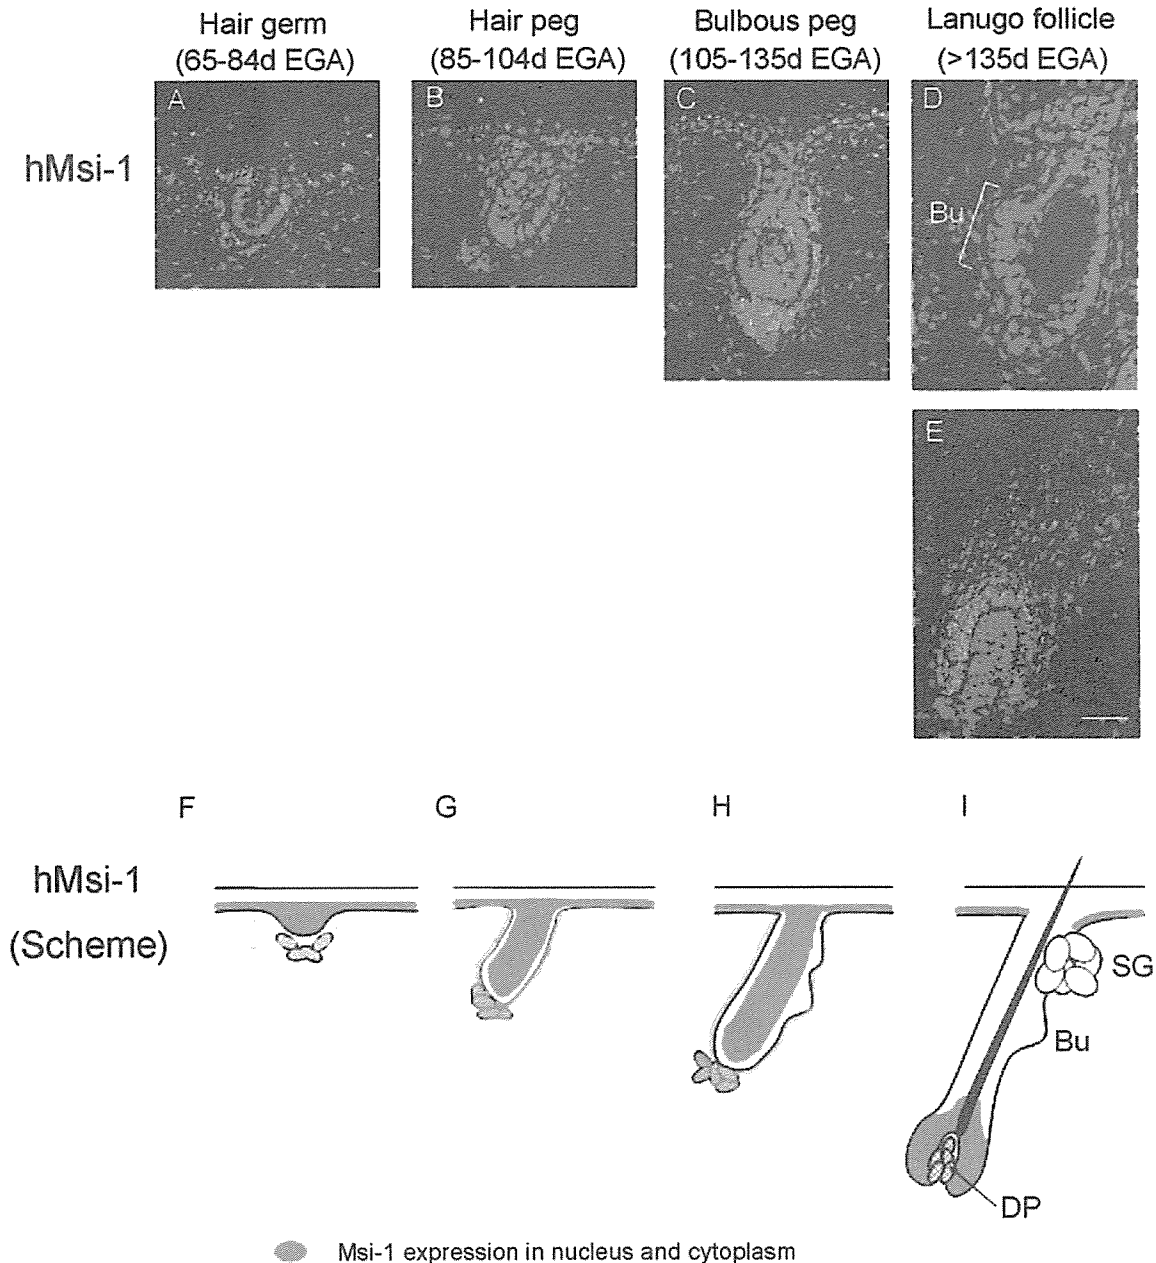 Hair germ
(65-84d EGA)
Hair peg
(85-104d EGA)
Bulbous peg
(105-135d EGA)
Lanugo follicle
(>135d EGA)
A
B
C
D
hMsi-1
Bu
E
F
G
H
I
hMsi-1
(Scheme)
SG
Bu
DP
Msi-1 expression in nucleus and cytoplasm